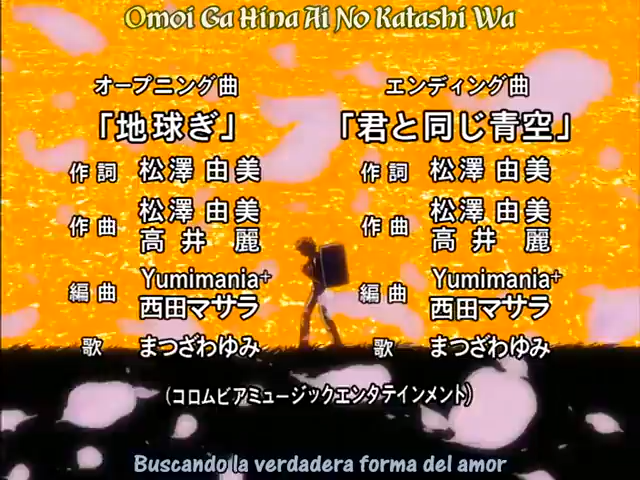 Omoi Ga Hina Ai No Katashi Wa
オープニング曲
「地球ぎ」
作詞 松澤 由美
作曲 松澤 由美
高井 麗
編曲 Yumimania+
西田マサラ
歌 まつざわゆみ
エンディング曲
「君と同じ青空」
作詞 松澤 由美
作曲 松澤 由美
高井 麗
編曲 Yumimania+
西田マサラ
歌 まつざわゆみ
(コロムビアミュージックエンタテインメント)
Buscando la verdadera forma del amor